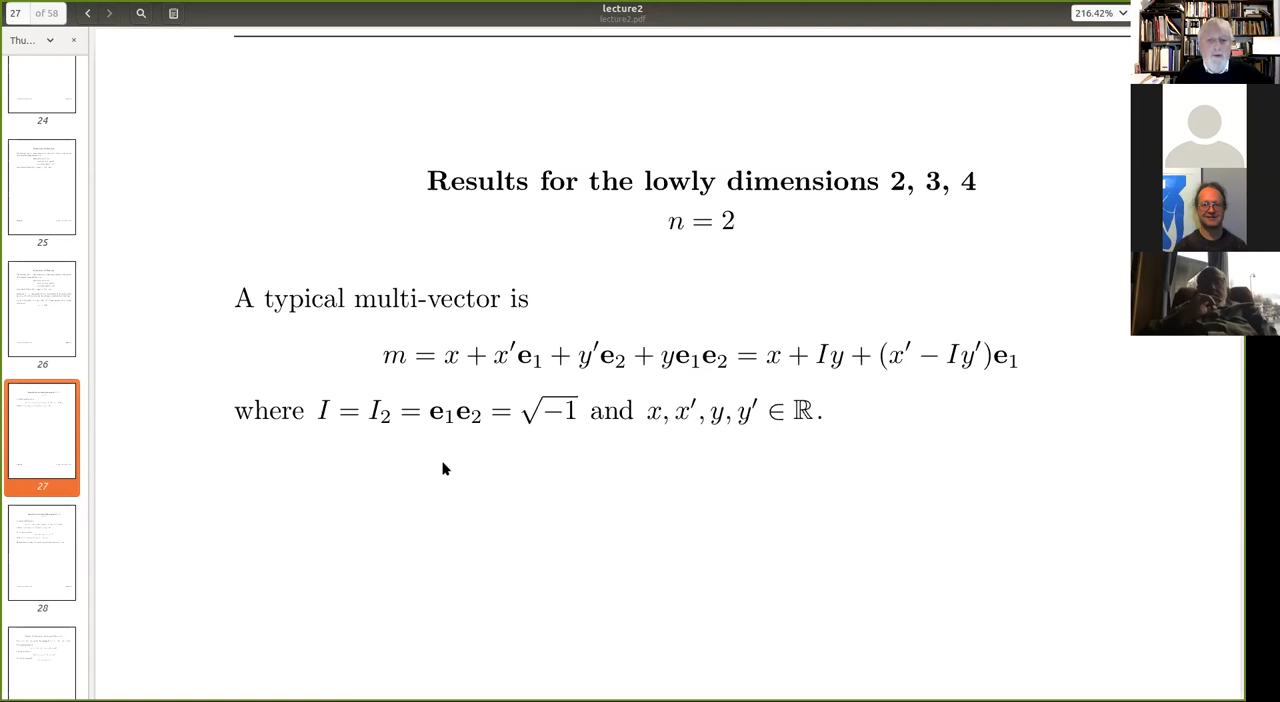 27 of 58
lecture2
lecture2.pdf
216.42%
Thu...
24
25
26
27
28
Results for the lowly dimensions 2, 3, 4
n = 2
A typical multi-vector is
m = x + x′e₁ + y′e₂ + ye₁e₂ = x + Iy + (x′ − Iy′)e₁
where I = I₂ = e₁e₂ = √−1 and x, x′, y, y′ ∈ ℝ.